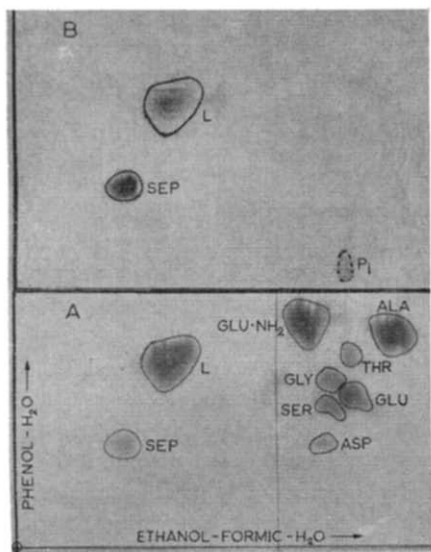 B
L
SEP
Pi
A
GLU-NH2
ALA
L
THR
GLY
GLU
SER
SEP
ASP
PHENOL-H2O
ETHANOL-FORMIC-H2O